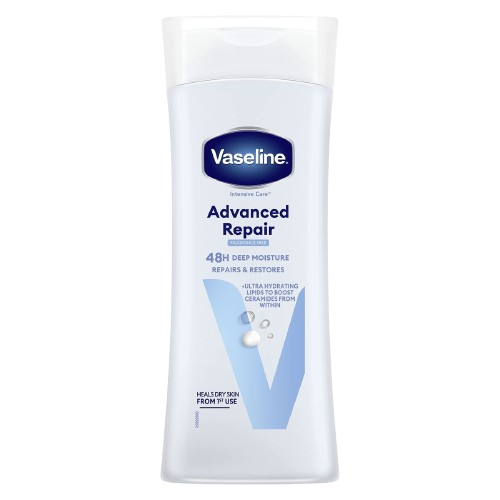 Vaseline.
Intensive Care™
Advanced
Repair
FRAGRANCE FREE
48H DEEP MOISTURE
REPAIRS & RESTORES
+ULTRA HYDRATING
LIPIDS TO BOOST
CERAMIDES FROM
WITHIN
HEALS DRY SKIN
FROM 1ST USE